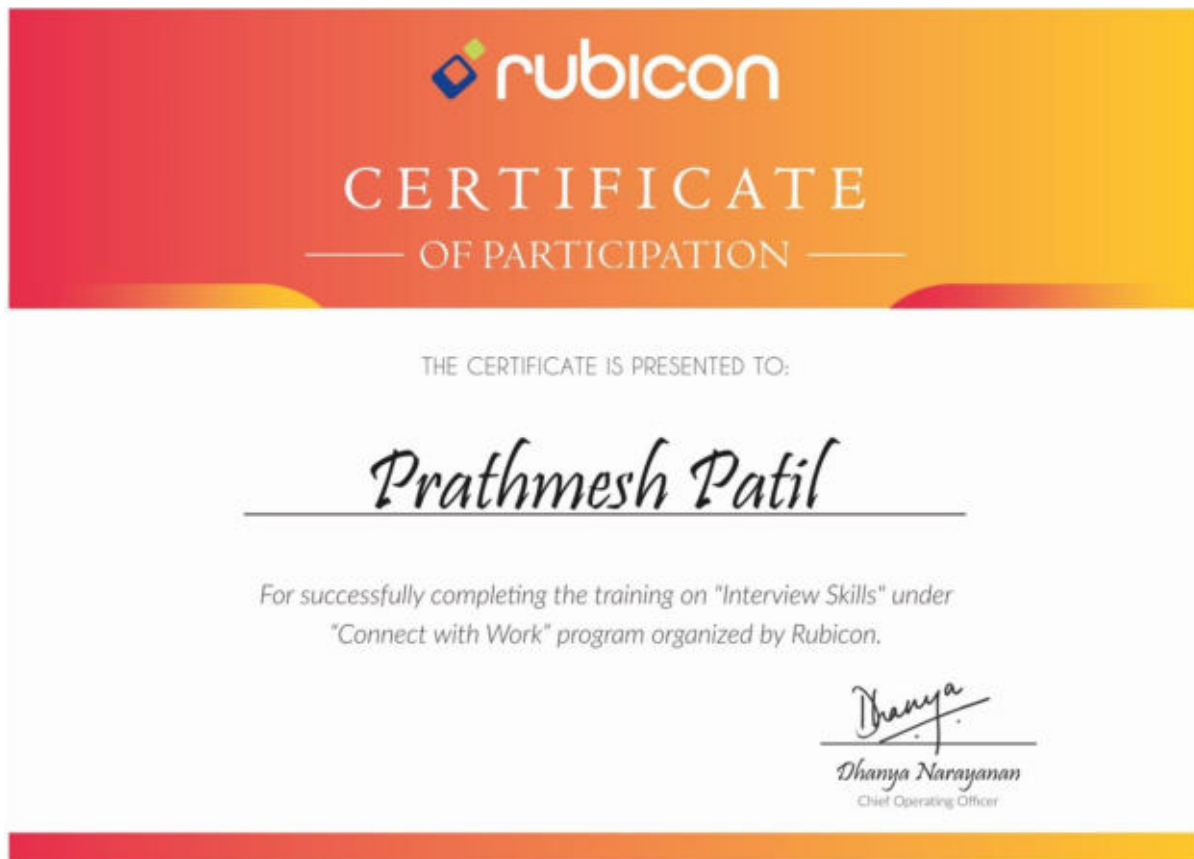 rubicon
CERTIFICATE
OF PARTICIPATION
THE CERTIFICATE IS PRESENTED TO:
Prathmesh Patil
For successfully completing the training on "Interview Skills" under
"Connect with Work" program organized by Rubicon.
Dhanya
Dhanya Narayanan
Chief Operating Officer